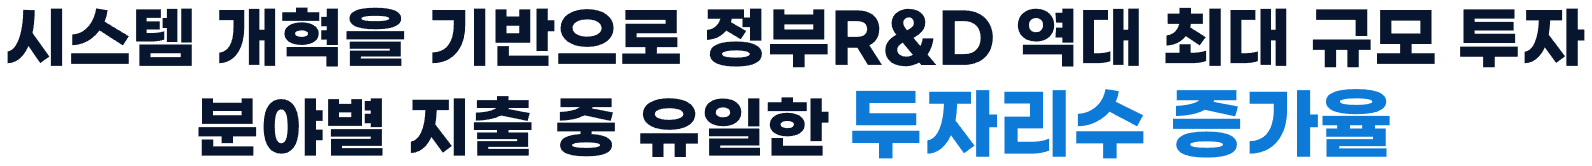 시스템 개혁을 기반으로 정부R&D 역대 최대 규모 투자
분야별 지출 중 유일한 두자리수 증가율